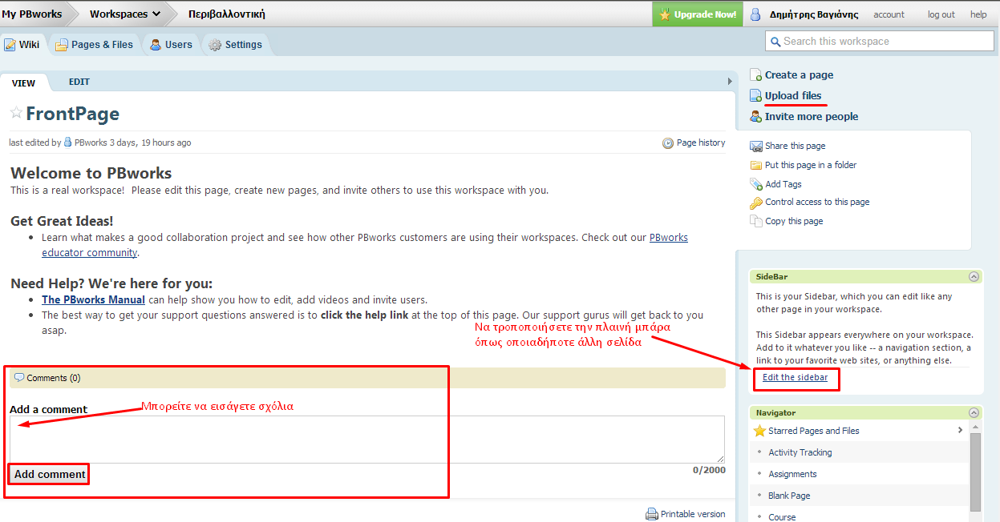 My PBworks Workspaces Περιβαλλοντική Upgrade Now! Δημήτρης Βαγιάνης account log out help
Wiki Pages & Files Users Settings Search this workspace
VIEW EDIT
FrontPage
last edited by PBworks 3 days, 19 hours ago Page history
Welcome to PBworks
This is a real workspace!  Please edit this page, create new pages, and invite others to use this workspace with you.
Get Great Ideas!
• Learn what makes a good collaboration project and see how other PBworks customers are using their workspaces. Check out our PBworks
educator community.
Need Help? We're here for you:
• The PBworks Manual can help show you how to edit, add videos and invite users.
• The best way to get your support questions answered is to click the help link at the top of this page. Our support gurus will get back to you
asap.
Να τροποποιήσετε την πλαινή μπάρα
όπως οποιαδήποτε άλλη σελίδα
Comments (0)
Add a comment
Μπορείτε να εισάγετε σχόλια
0/2000
Add comment
Printable version
Create a page
Upload files
Invite more people
Share this page
Put this page in a folder
Add Tags
Control access to this page
Copy this page
SideBar
This is your Sidebar, which you can edit like any
other page in your workspace.
This Sidebar appears everywhere on your workspace.
Add to it whatever you like -- a navigation section, a
link to your favorite web sites, or anything else.
Edit the sidebar
Navigator
Starred Pages and Files
• Activity Tracking
• Assignments
• Blank Page
• Course